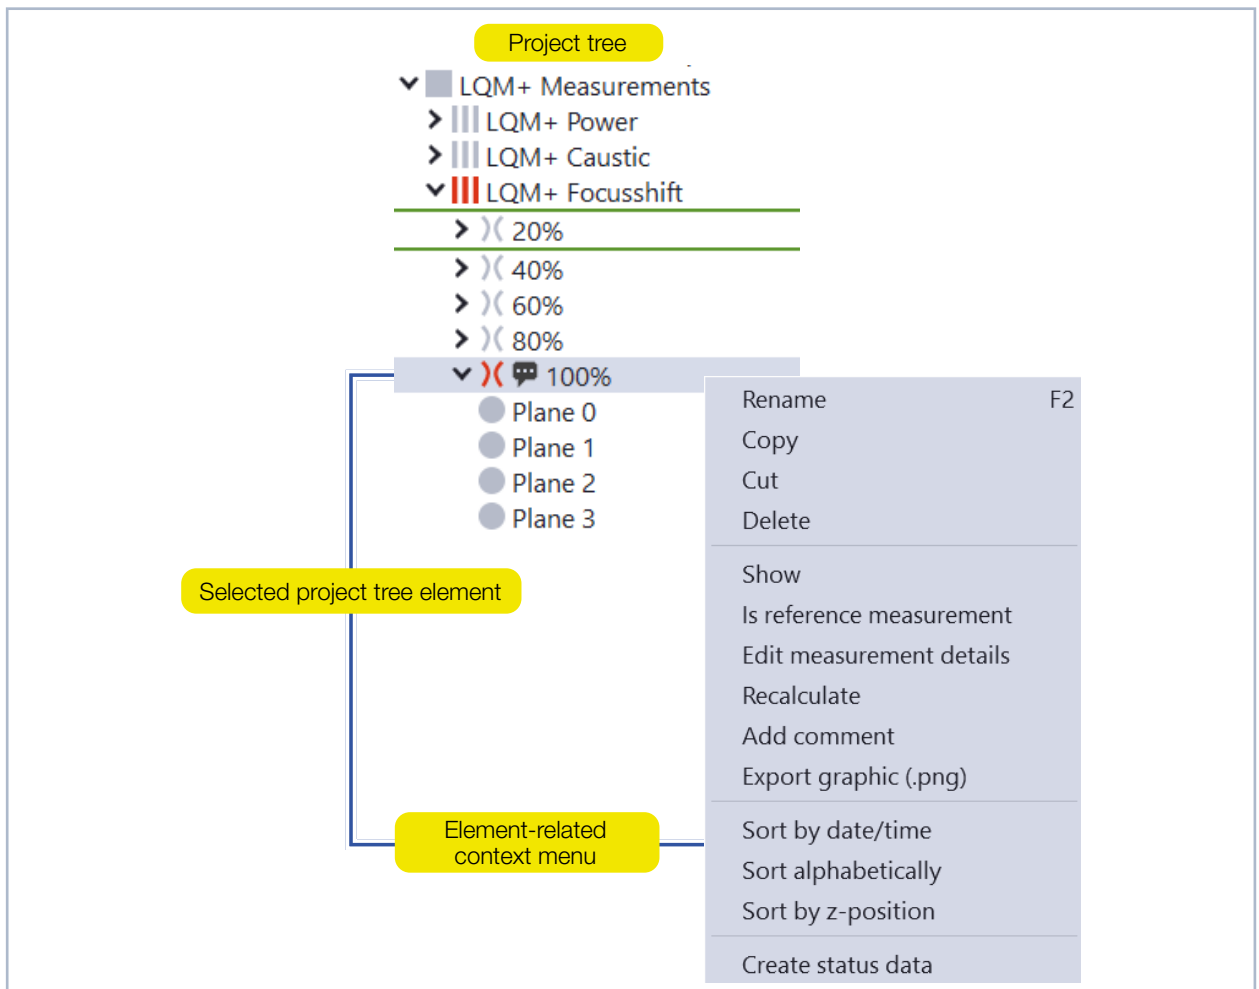 Project tree
LQM+ Measurements
LQM+ Power
LQM+ Caustic
LQM+ Focusshift
20%
40%
60%
80%
100%
Plane 0
Plane 1
Plane 2
Plane 3
Selected project tree element
Element-related
context menu
Rename F2
Copy
Cut
Delete
Show
Is reference measurement
Edit measurement details
Recalculate
Add comment
Export graphic (.png)
Sort by date/time
Sort alphabetically
Sort by z-position
Create status data